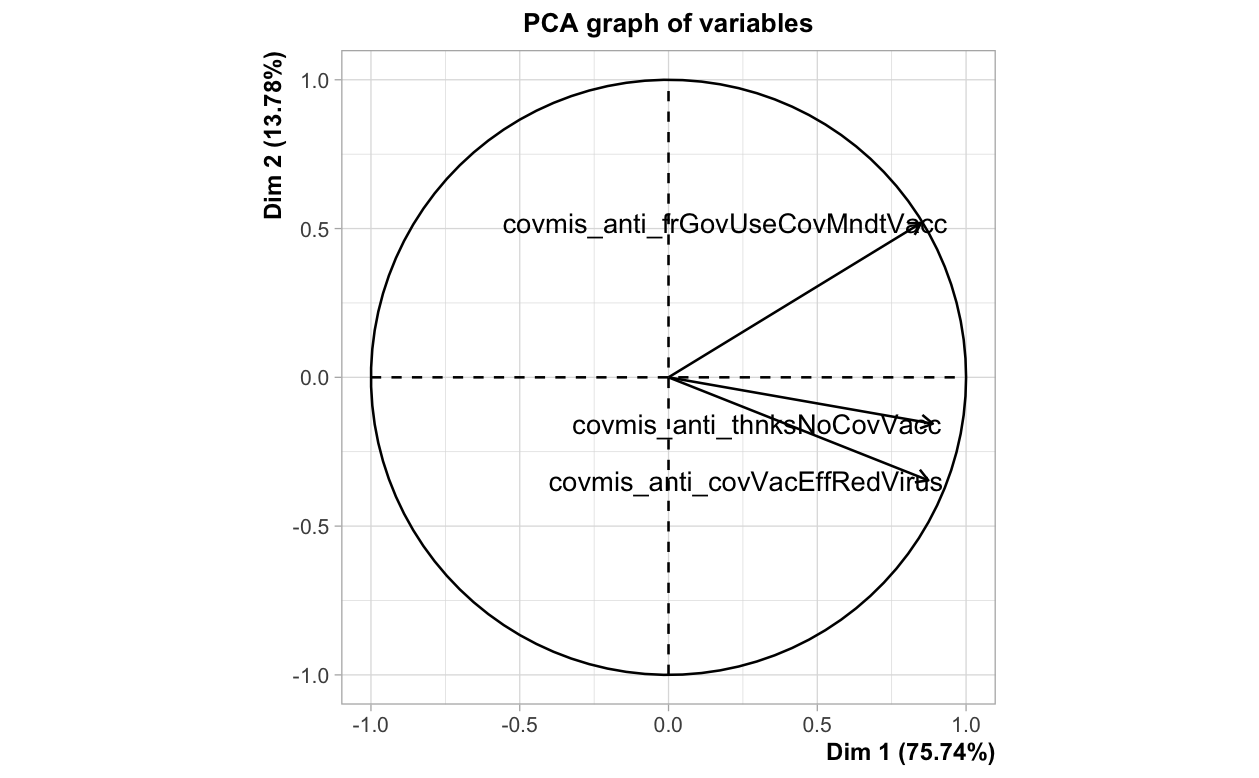 PCA graph of variables
Dim 2 (13.78%)
1.0
0.5
0.0
-0.5
-1.0
covmis_anti_frGovUseCovMndtVacc
covmis_anti_thnksNoCovVacc
covmis_anti_covVacEffRedVirus
-1.0
-0.5
0.0
0.5
1.0
Dim 1 (75.74%)